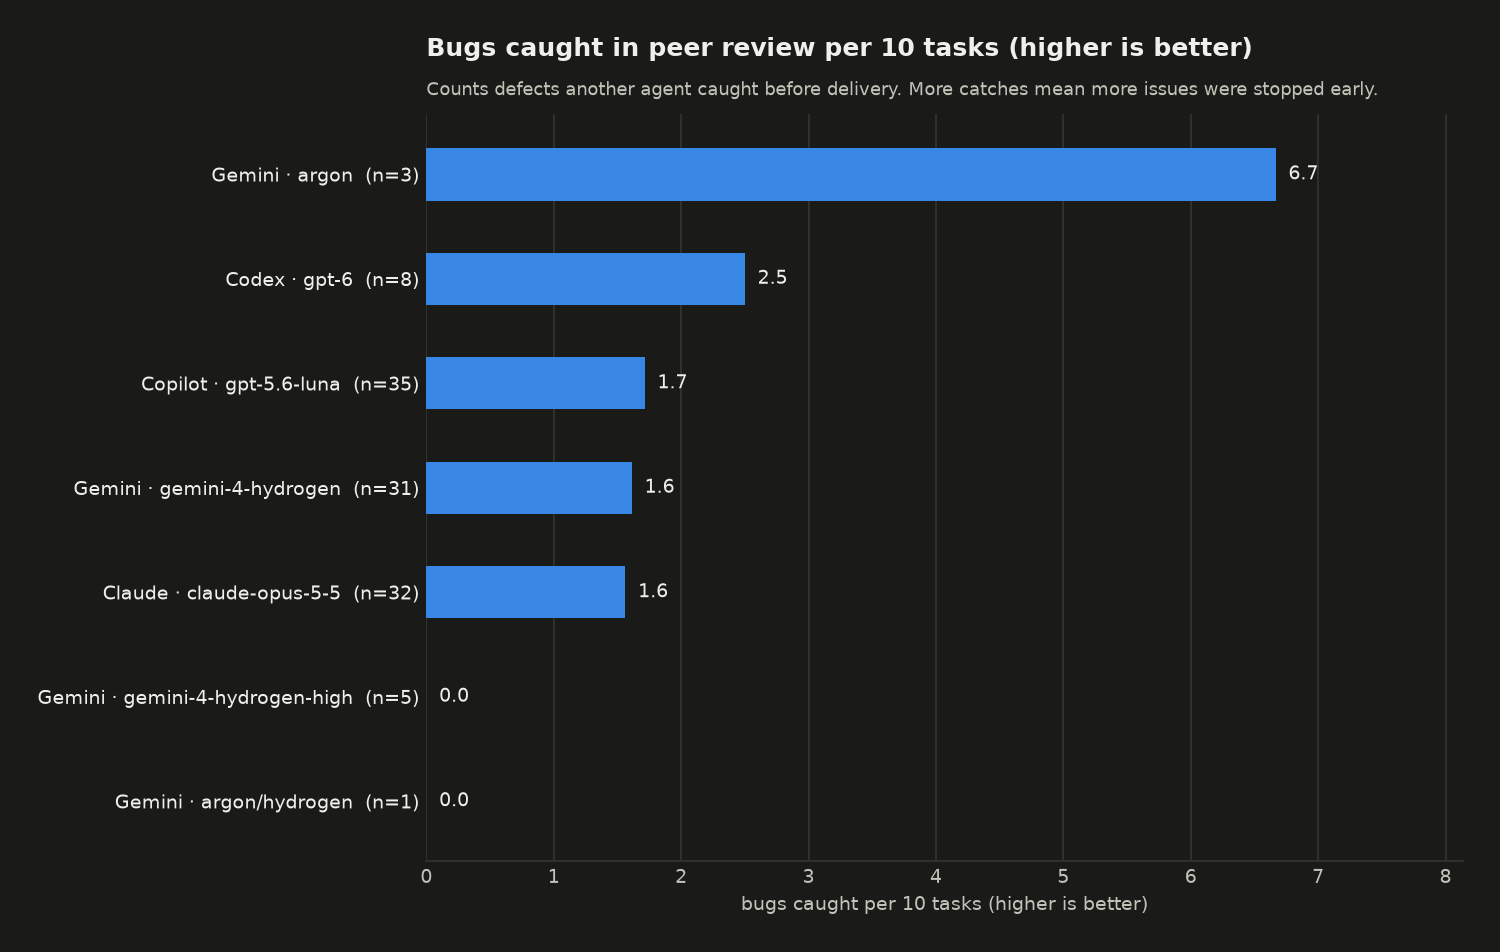 Bugs caught in peer review per 10 tasks (higher is better)
Counts defects another agent caught before delivery. More catches mean more issues were stopped early.
Gemini · argon (n=3) 6.7
Codex · gpt-6 (n=8) 2.5
Copilot · gpt-5.6-luna (n=35) 1.7
Gemini · gemini-4-hydrogen (n=31) 1.6
Claude · claude-opus-5-5 (n=32) 1.6
Gemini · gemini-4-hydrogen-high (n=5) 0.0
Gemini · argon/hydrogen (n=1) 0.0
0 1 2 3 4 5 6 7 8
bugs caught per 10 tasks (higher is better)